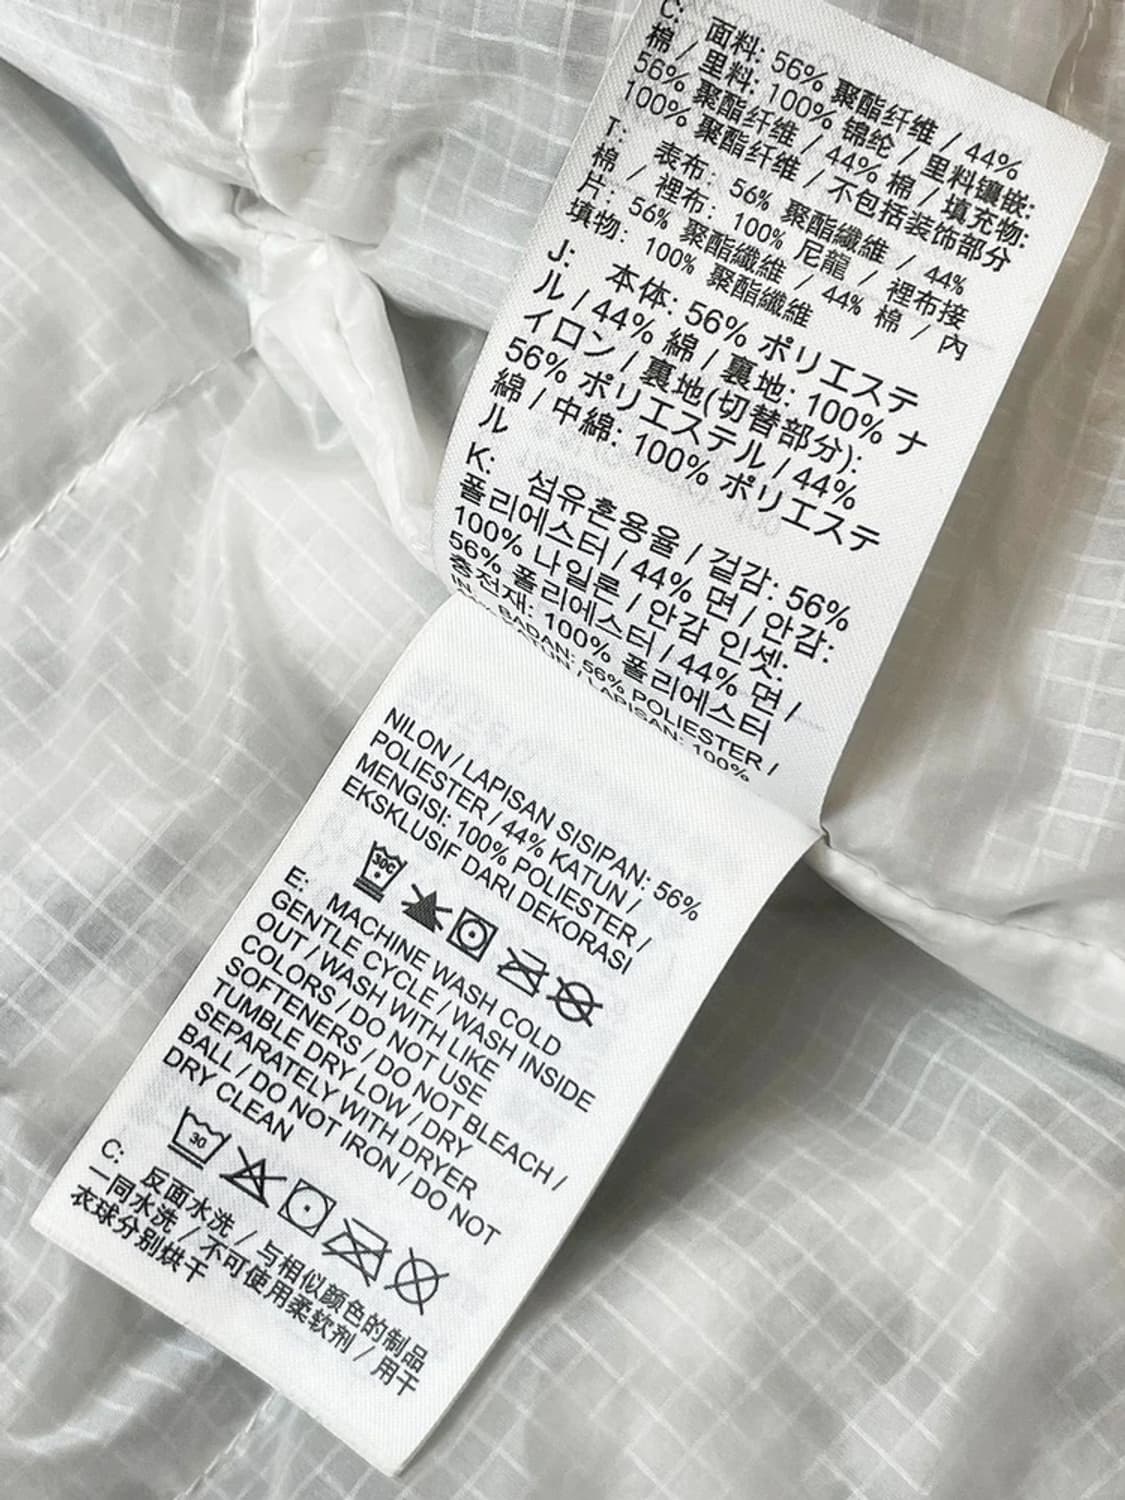 C: 面料: 56% 聚酯纤维 / 44%
棉 / 里料: 100% 锦纶 / 里料镶嵌:
56% 聚酯纤维 / 44% 棉 / 填充物:
100% 聚酯纤维 / 不包括装饰部分
T: 表布: 56% 聚酯纖維 / 44%
棉 / 裡布: 100% 尼龍 / 裡布接
片: 56% 聚酯纖維 / 44% 棉 / 內
填物: 100% 聚酯纖維
J: 本体: 56% ポリエステ
ル / 44% 綿 / 裏地: 100% ナ
イロン / 裏地(切替部分):
56% ポリエステル / 44%
綿 / 中綿: 100% ポリエステ
ル
K: 섬유혼용율 / 겉감: 56%
폴리에스터 / 44% 면 / 안감:
100% 나일론 / 안감 인셋:
56% 폴리에스터 / 44% 면 /
충전재: 100% 폴리에스터
BADAN: 56% POLIESTER /
LAPISAN: 100%
NILON / LAPISAN SISIPAN: 56%
POLIESTER / 44% KATUN /
MENGISI: 100% POLIESTER /
EKSKLUSIF DARI DEKORASI
30C
E: MACHINE WASH COLD
GENTLE CYCLE / WASH INSIDE
OUT / WASH WITH LIKE
COLORS / DO NOT USE
SOFTENERS / DO NOT BLEACH /
TUMBLE DRY LOW / DRY
SEPARATELY WITH DRYER
BALL / DO NOT IRON / DO NOT
DRY CLEAN
30
C: 反面水洗 / 与相似颜色的制品
一同水洗 / 不可使用柔软剂 / 用干
衣球分别烘干